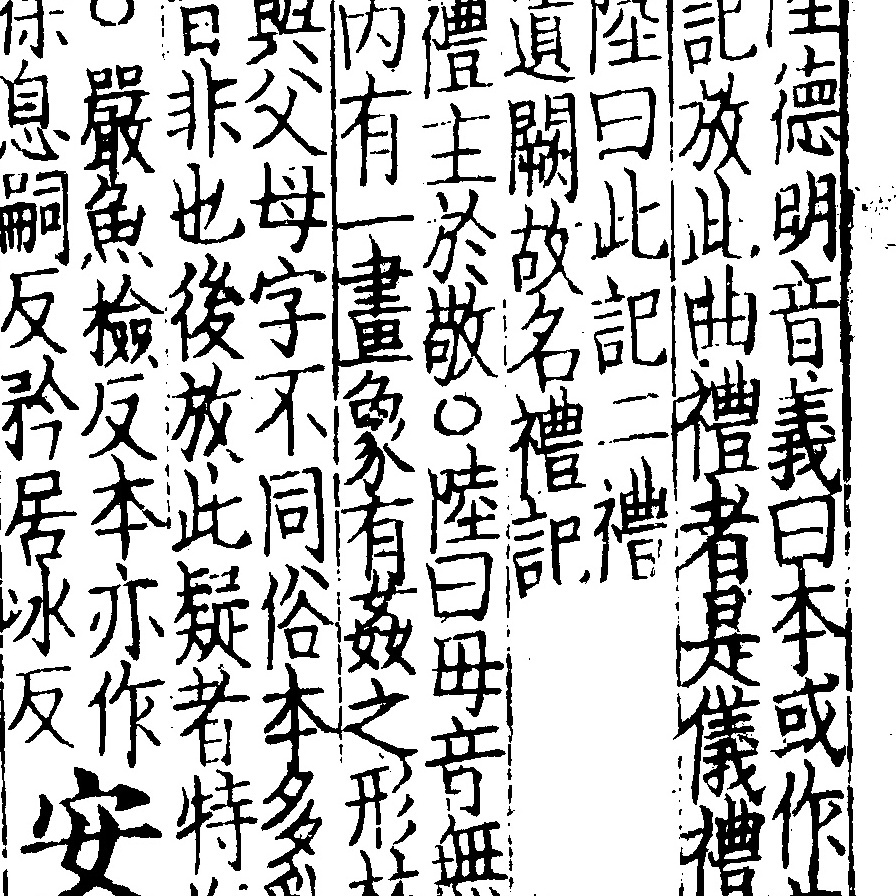 德明音義曰本或作
記放此曲禮者是儀禮
陸曰此記二禮
遺闕故名禮記
禮主於敬○陸曰毋音無
内有一畫象有姦之形
與父母字不同俗本多亂
非也後放此疑者特
○嚴魚檢反本亦作
息嗣反矜居冰反
安